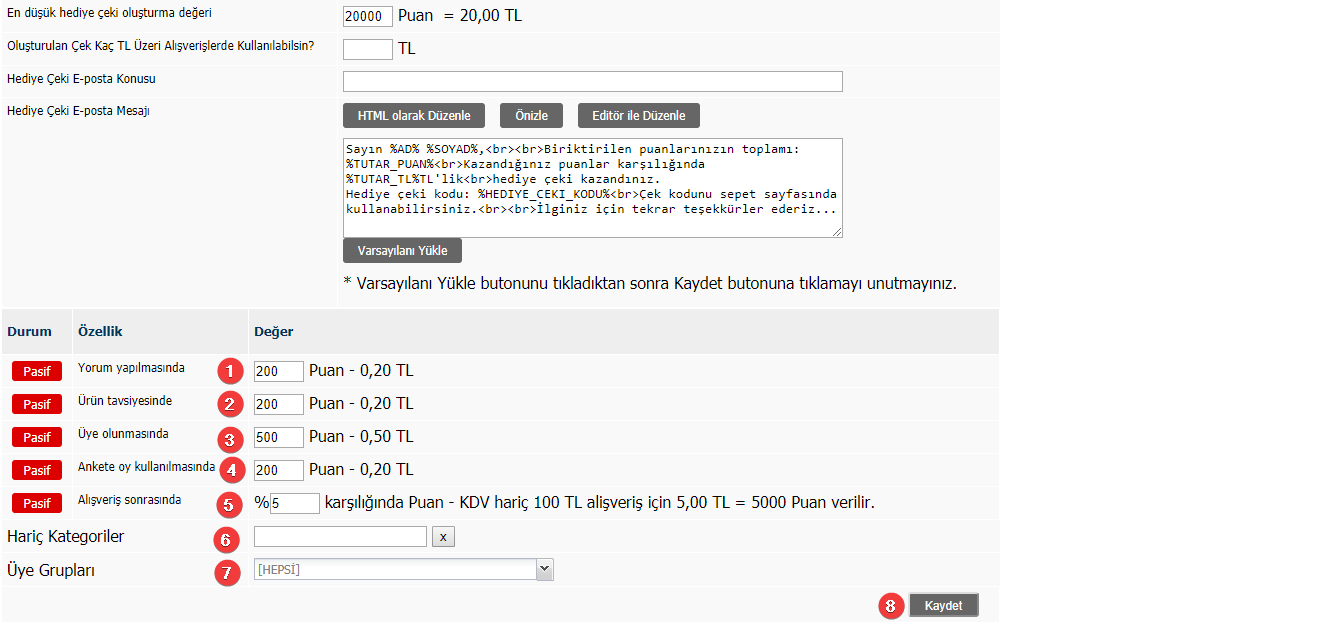 En düşük hediye çeki oluşturma değeri 20000 Puan = 20,00 TL
Oluşturulan Çek Kaç TL Üzeri Alışverişlerde Kullanılabilsin? TL
Hediye Çeki E-posta Konusu
Hediye Çeki E-posta Mesajı HTML olarak Düzenle Önizle Editör ile Düzenle
Sayın %AD% %SOYAD%,<br><br>Biriktirilen puanlarınızın toplamı:
%TUTAR_PUAN%<br>Kazandığınız puanlar karşılığında
%TUTAR_TL%TL'lik<br>hediye çeki kazandınız.
Hediye çeki kodu: %HEDIYE_CEKI_KODU%<br>Çek kodunu sepet sayfasında
kullanabilirsiniz.<br><br>İlginiz için tekrar teşekkürler ederiz...
Varsayılanı Yükle
* Varsayılanı Yükle butonunu tıkladıktan sonra Kaydet butonuna tıklamayı unutmayınız.
Durum Özellik Değer
Pasif Yorum yapılmasında 1 200 Puan - 0,20 TL
Pasif Ürün tavsiyesinde 2 200 Puan - 0,20 TL
Pasif Üye olunmasında 3 500 Puan - 0,50 TL
Pasif Ankete oy kullanılmasında 4 200 Puan - 0,20 TL
Pasif Alışveriş sonrasında 5 %5 karşılığında Puan - KDV hariç 100 TL alişveriş için 5,00 TL = 5000 Puan verilir.
Hariç Kategoriler 6 x
Üye Grupları 7 [HEPSİ]
8 Kaydet